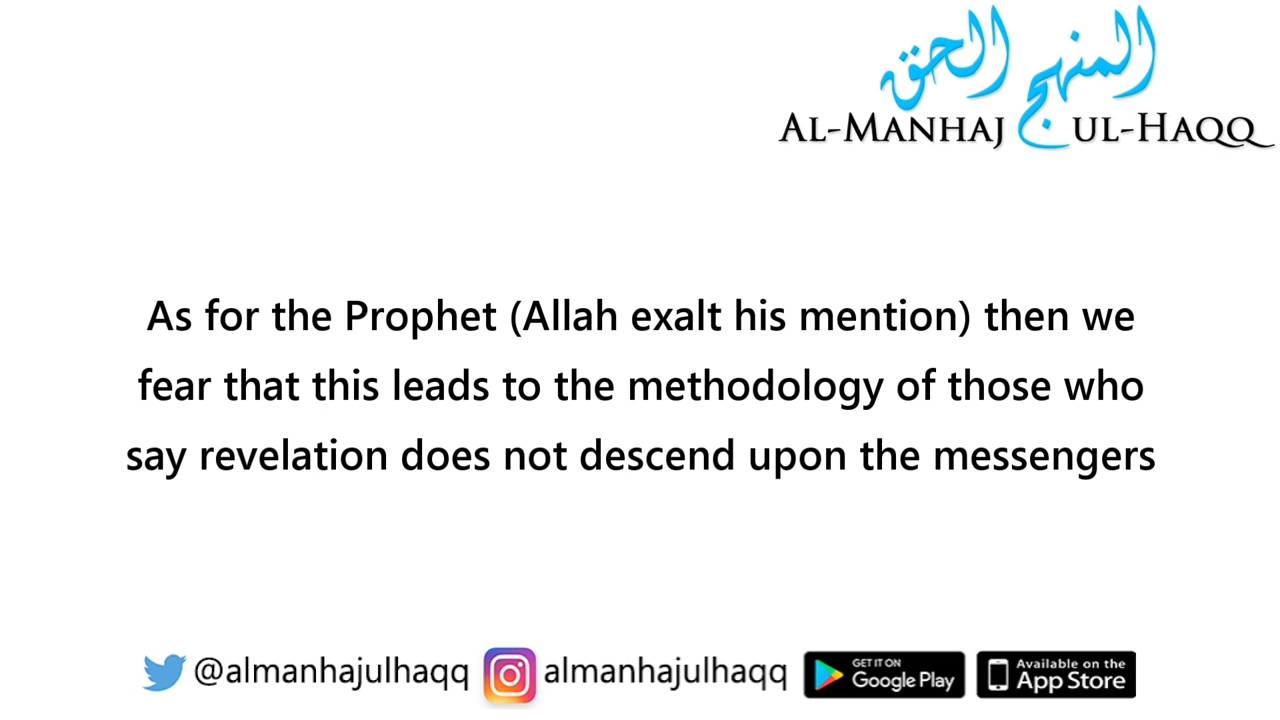 المنهج الحق
AL-MANHAJ UL-HAQQ
As for the Prophet (Allah exalt his mention) then we
fear that this leads to the methodology of those who
say revelation does not descend upon the messengers
@almanhajulhaqq almanhajulhaqq
GET IT ON
Google Play
Available on the
App Store